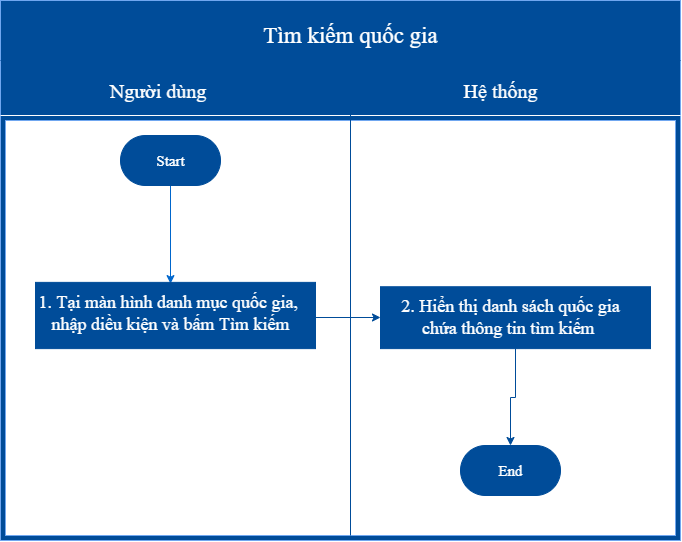 Tìm kiếm quốc gia
Người dùng
Hệ thống
Start
1. Tại màn hình danh mục quốc gia,
nhập diều kiện và bấm Tìm kiếm
2. Hiển thị danh sách quốc gia
chứa thông tin tìm kiếm
End